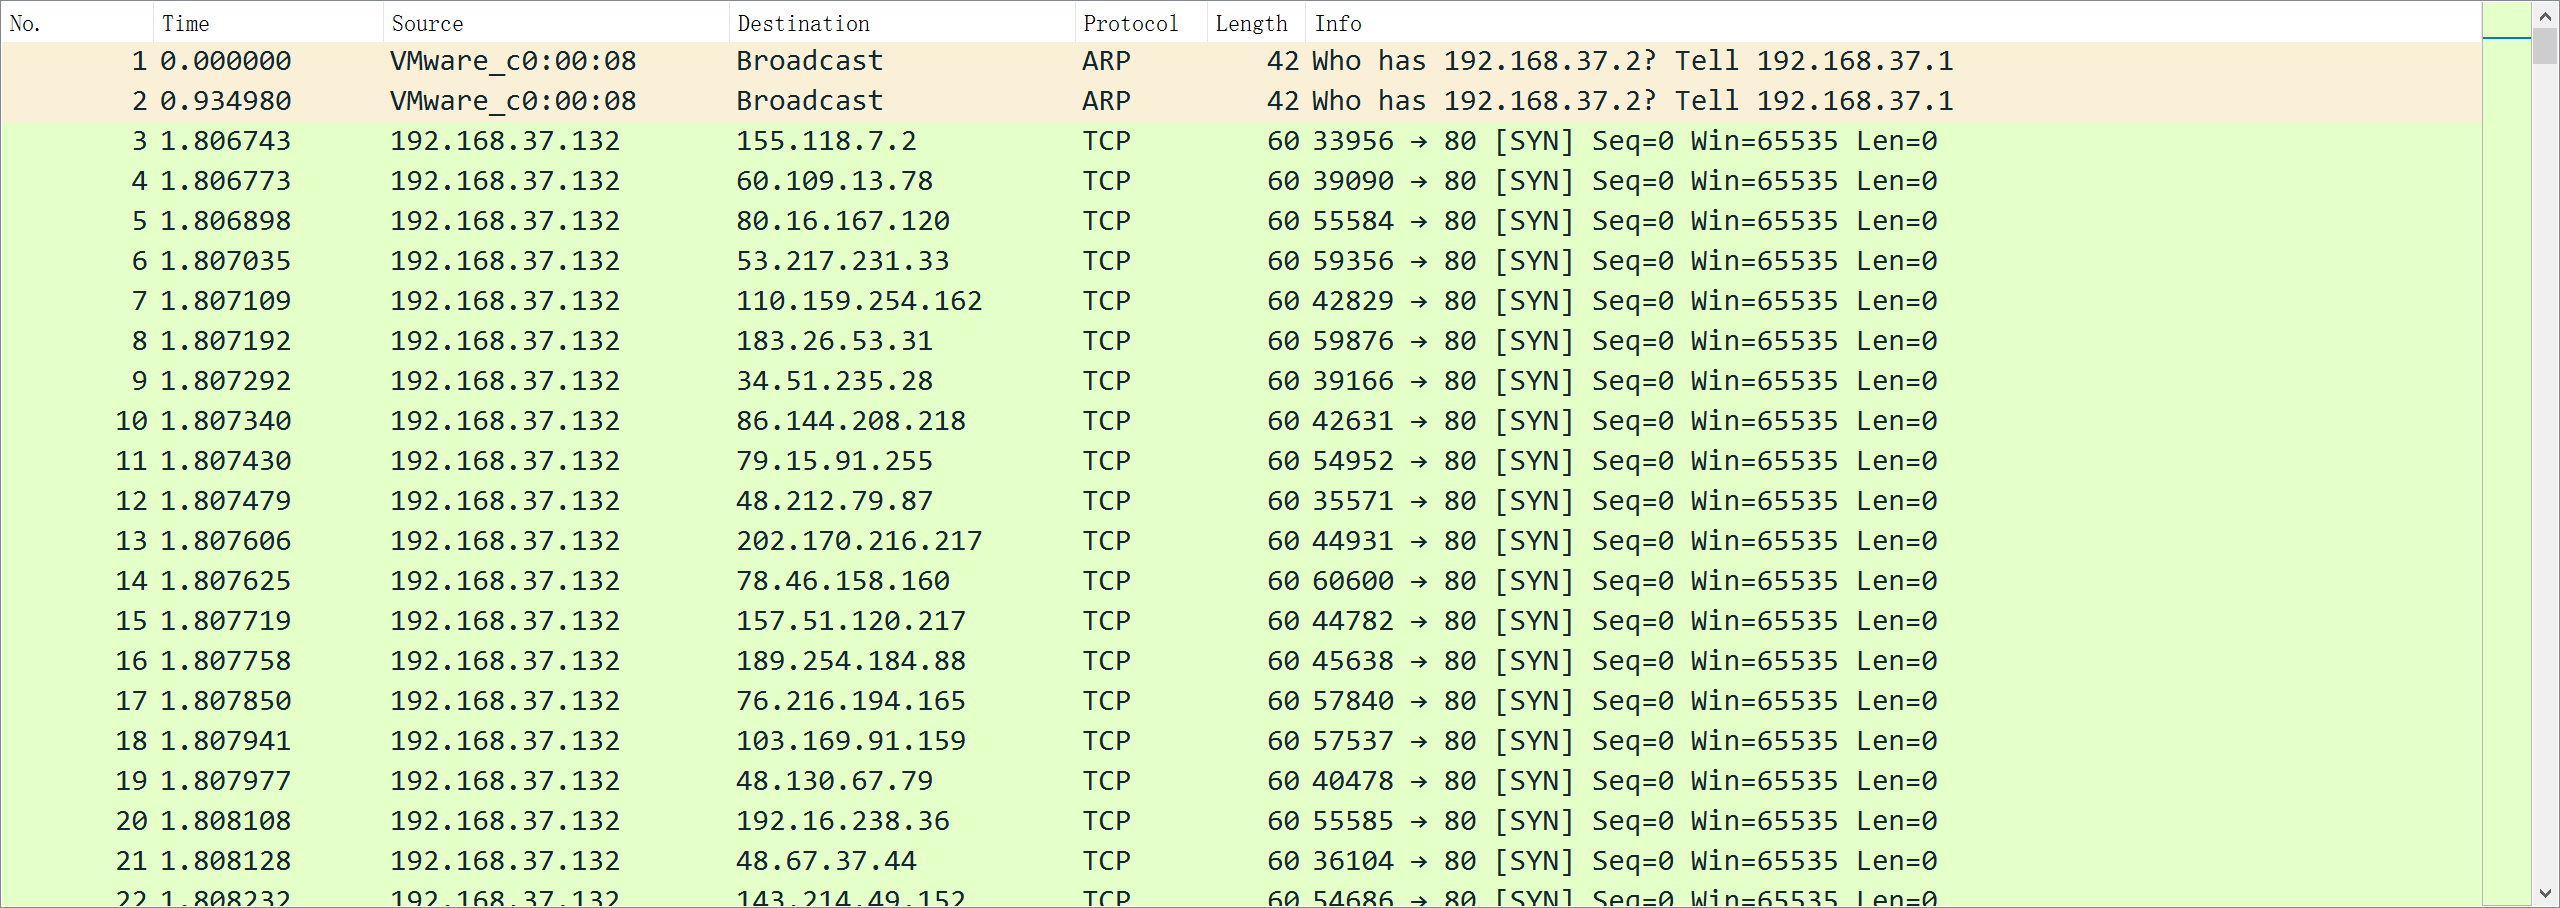 No. Time Source Destination Protocol Length Info
1 0.000000 VMware_c0:00:08 Broadcast ARP 42 Who has 192.168.37.2? Tell 192.168.37.1
2 0.934980 VMware_c0:00:08 Broadcast ARP 42 Who has 192.168.37.2? Tell 192.168.37.1
3 1.806743 192.168.37.132 155.118.7.2 TCP 60 33956 → 80 [SYN] Seq=0 Win=65535 Len=0
4 1.806773 192.168.37.132 60.109.13.78 TCP 60 39090 → 80 [SYN] Seq=0 Win=65535 Len=0
5 1.806898 192.168.37.132 80.16.167.120 TCP 60 55584 → 80 [SYN] Seq=0 Win=65535 Len=0
6 1.807035 192.168.37.132 53.217.231.33 TCP 60 59356 → 80 [SYN] Seq=0 Win=65535 Len=0
7 1.807109 192.168.37.132 110.159.254.162 TCP 60 42829 → 80 [SYN] Seq=0 Win=65535 Len=0
8 1.807192 192.168.37.132 183.26.53.31 TCP 60 59876 → 80 [SYN] Seq=0 Win=65535 Len=0
9 1.807292 192.168.37.132 34.51.235.28 TCP 60 39166 → 80 [SYN] Seq=0 Win=65535 Len=0
10 1.807340 192.168.37.132 86.144.208.218 TCP 60 42631 → 80 [SYN] Seq=0 Win=65535 Len=0
11 1.807430 192.168.37.132 79.15.91.255 TCP 60 54952 → 80 [SYN] Seq=0 Win=65535 Len=0
12 1.807479 192.168.37.132 48.212.79.87 TCP 60 35571 → 80 [SYN] Seq=0 Win=65535 Len=0
13 1.807606 192.168.37.132 202.170.216.217 TCP 60 44931 → 80 [SYN] Seq=0 Win=65535 Len=0
14 1.807625 192.168.37.132 78.46.158.160 TCP 60 60600 → 80 [SYN] Seq=0 Win=65535 Len=0
15 1.807719 192.168.37.132 157.51.120.217 TCP 60 44782 → 80 [SYN] Seq=0 Win=65535 Len=0
16 1.807758 192.168.37.132 189.254.184.88 TCP 60 45638 → 80 [SYN] Seq=0 Win=65535 Len=0
17 1.807850 192.168.37.132 76.216.194.165 TCP 60 57840 → 80 [SYN] Seq=0 Win=65535 Len=0
18 1.807941 192.168.37.132 103.169.91.159 TCP 60 57537 → 80 [SYN] Seq=0 Win=65535 Len=0
19 1.807977 192.168.37.132 48.130.67.79 TCP 60 40478 → 80 [SYN] Seq=0 Win=65535 Len=0
20 1.808108 192.168.37.132 192.16.238.36 TCP 60 55585 → 80 [SYN] Seq=0 Win=65535 Len=0
21 1.808128 192.168.37.132 48.67.37.44 TCP 60 36104 → 80 [SYN] Seq=0 Win=65535 Len=0
22 1.808232 192.168.37.132 143.214.49.152 TCP 60 54686 → 80 [SYN] Seq=0 Win=65535 Len=0